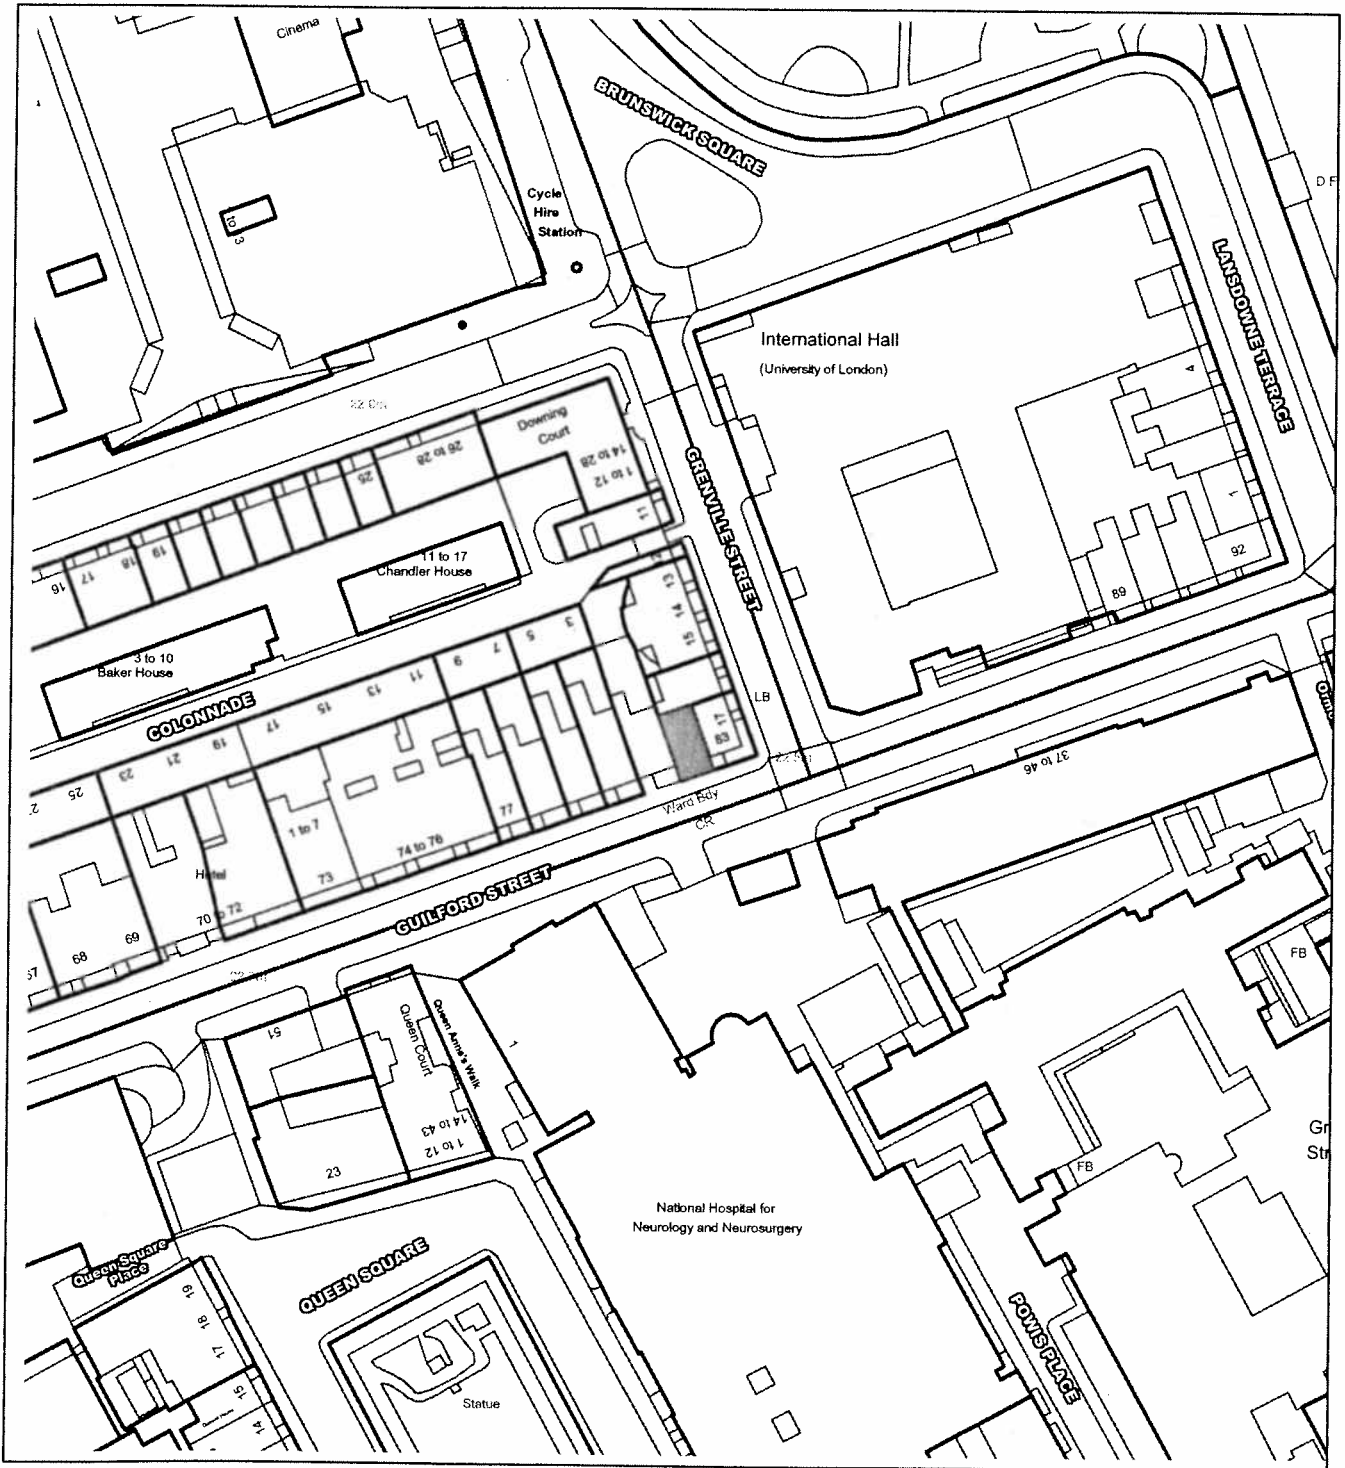 Cinema
BRUNSWICK SQUARE
Cycle
Hire
Station
LANSDOWNE TERRACE
International Hall
(University of London)
4
1
92
89
22.0m
Downing
Court
14 to 28
1 to 12
26 to 28
25
19
18
17
16
11
GRENVILLE STREET
11 to 17
Chandler House
3 to 10
Baker House
COLONNADE
13
14
15
3
5
7
9
11
13
15
17
19
21
23
25
LB
17
83
Ward Bdy
CR
37 to 46
77
74 to 76
1 to 7
73
Hotel
70 to 72
69
68
67
GUILFORD STREET
51
Queen Court
Queen Anne's Walk
1
14 to 43
1 to 12
23
FB
FB
National Hospital for
Neurology and Neurosurgery
Queen Square
Place
QUEEN SQUARE
POWIS PLACE
19
18
17
15
14
Statue